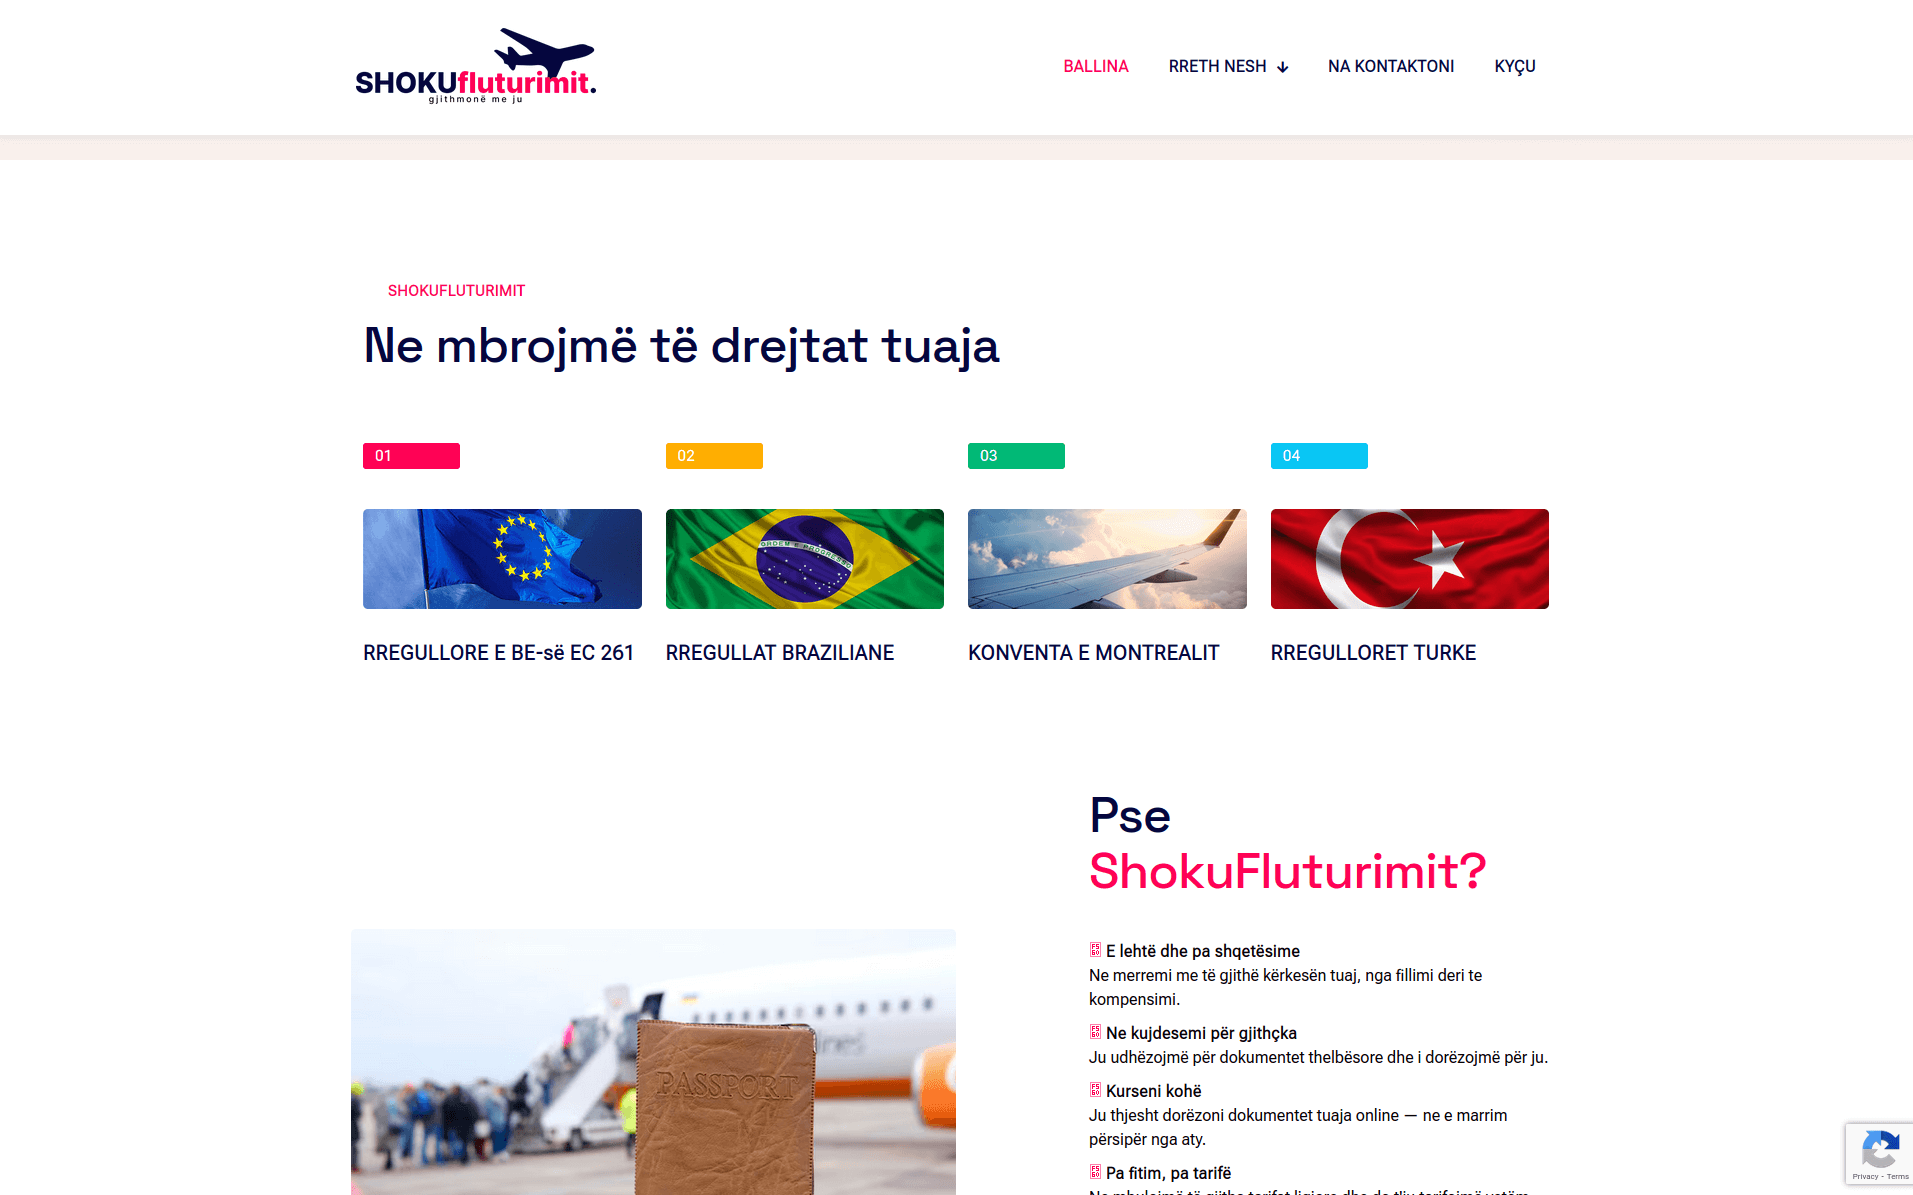 SHOKUfluturimit.
gjithmonë me ju
BALLINA
RRETH NESH
NA KONTAKTONI
KYÇU
SHOKUFLUTURIMIT
Ne mbrojmë të drejtat tuaja
01
02
03
04
ORDEM E PROGRESSO
RREGULLORE E BE-së EC 261
RREGULLAT BRAZILIANE
KONVENTA E MONTREALIT
RREGULLORET TURKE
Pse
ShokuFluturimit?
E lehtë dhe pa shqetësime
Ne merremi me të gjithë kërkesën tuaj, nga fillimi deri te
kompensimi.
Ne kujdesemi për gjithçka
Ju udhëzojmë për dokumentet thelbësore dhe i dorëzojmë për ju.
Kurseni kohë
Ju thjesht dorëzoni dokumentet tuaja online — ne e marrim
përsipër nga aty.
Pa fitim, pa tarifë
PASSPORT
Privacy - Terms